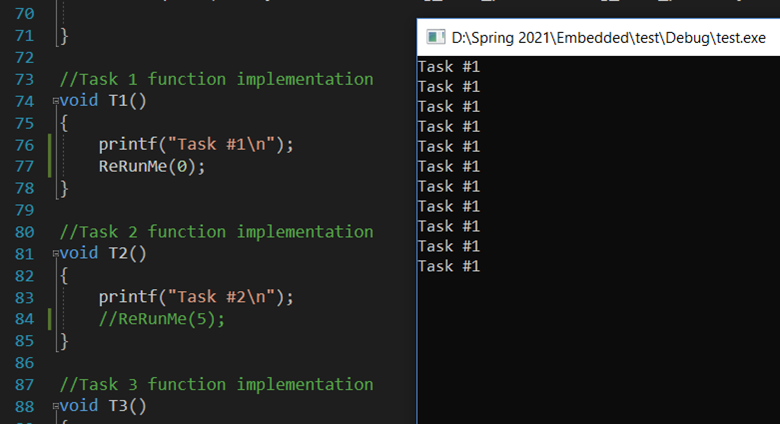 70
71 }
72
73 //Task 1 function implementation
74 void T1()
75 {
76 printf("Task #1\n");
77 ReRunMe(0);
78 }
79
80 //Task 2 function implementation
81 void T2()
82 {
83 printf("Task #2\n");
84 //ReRunMe(5);
85 }
86
87 //Task 3 function implementation
88 void T3()
D:\Spring 2021\Embedded\test\Debug\test.exe
Task #1
Task #1
Task #1
Task #1
Task #1
Task #1
Task #1
Task #1
Task #1
Task #1
Task #1